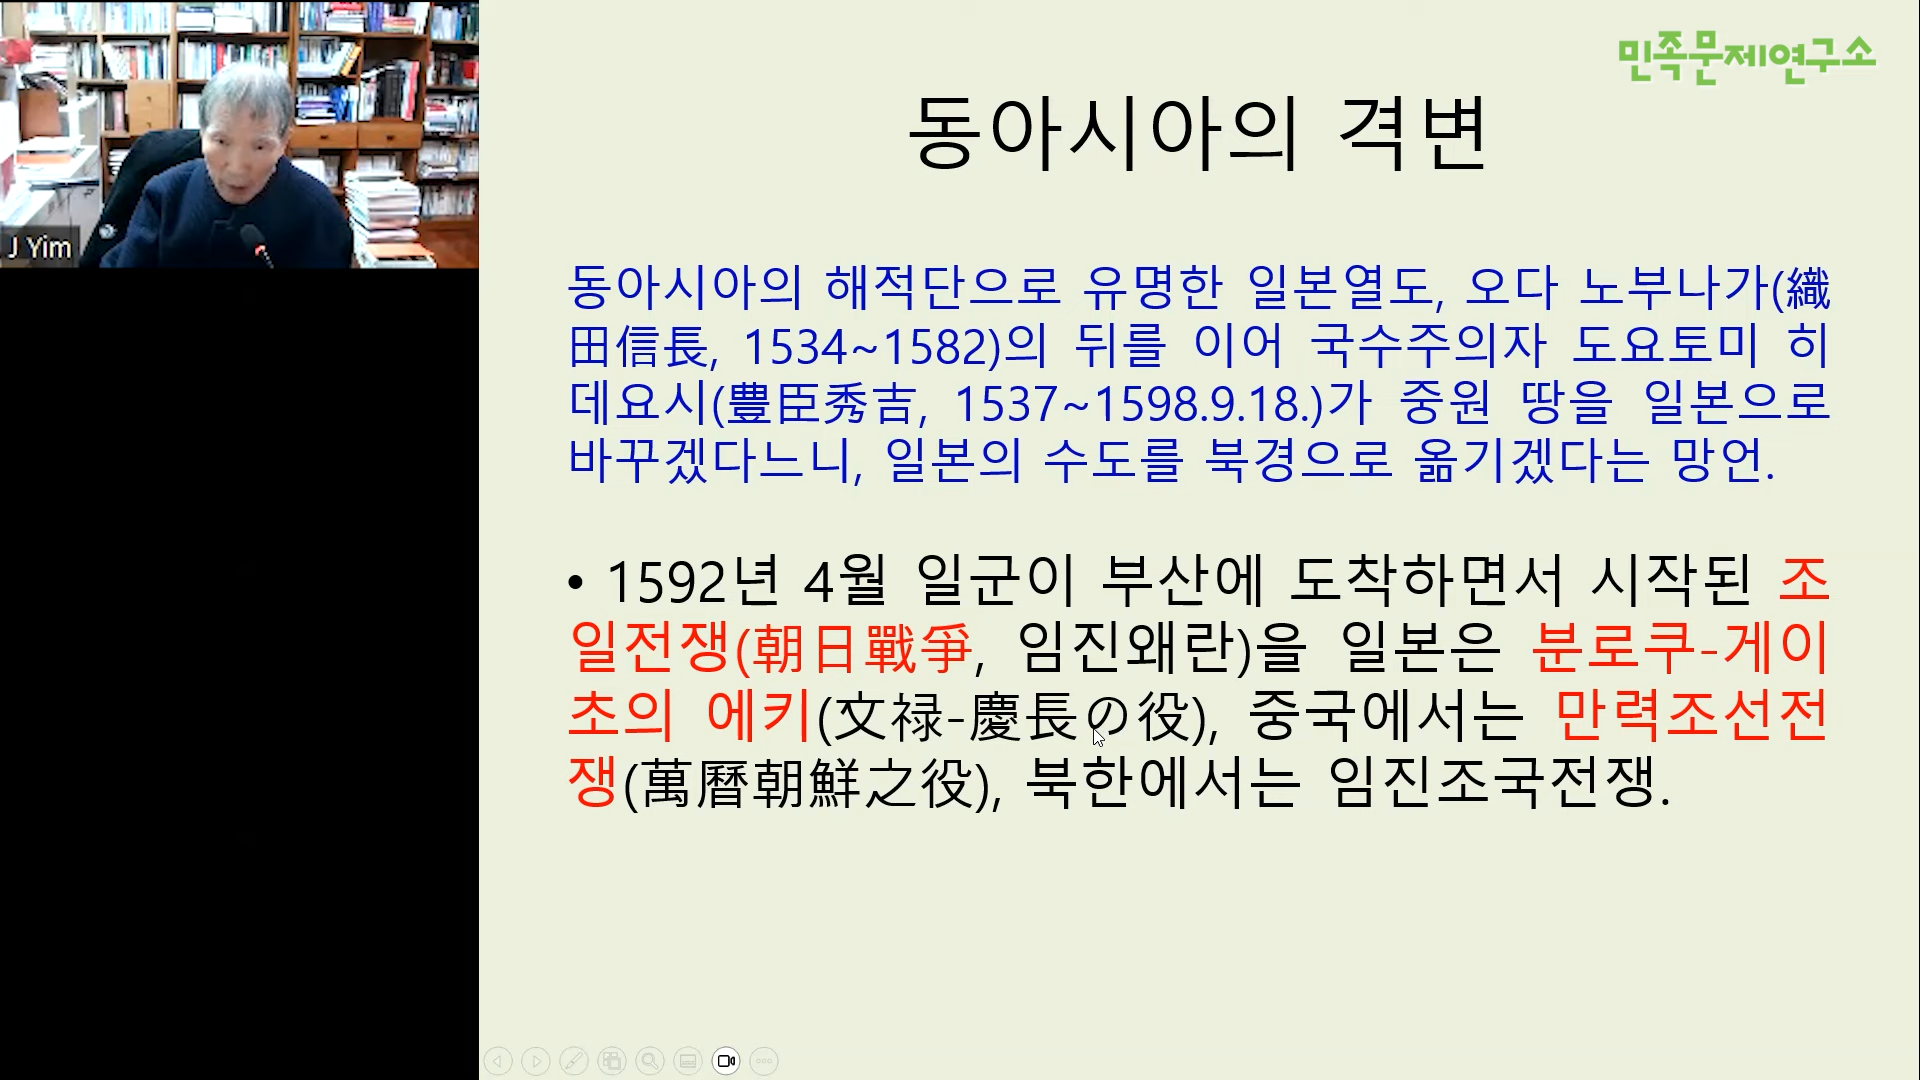 민족문제연구소
동아시아의 격변
J Yim
동아시아의 해적단으로 유명한 일본열도, 오다 노부나가(織
田信長, 1534~1582)의 뒤를 이어 국수주의자 도요토미 히
데요시(豊臣秀吉, 1537~1598.9.18.)가 중원 땅을 일본으로
바꾸겠다느니, 일본의 수도를 북경으로 옮기겠다는 망언.
• 1592년 4월 일군이 부산에 도착하면서 시작된 조
일전쟁(朝日戰爭, 임진왜란)을 일본은 분로쿠-게이
초의 에키(文禄-慶長の役), 중국에서는 만력조선전
쟁(萬曆朝鮮之役), 북한에서는 임진조국전쟁.